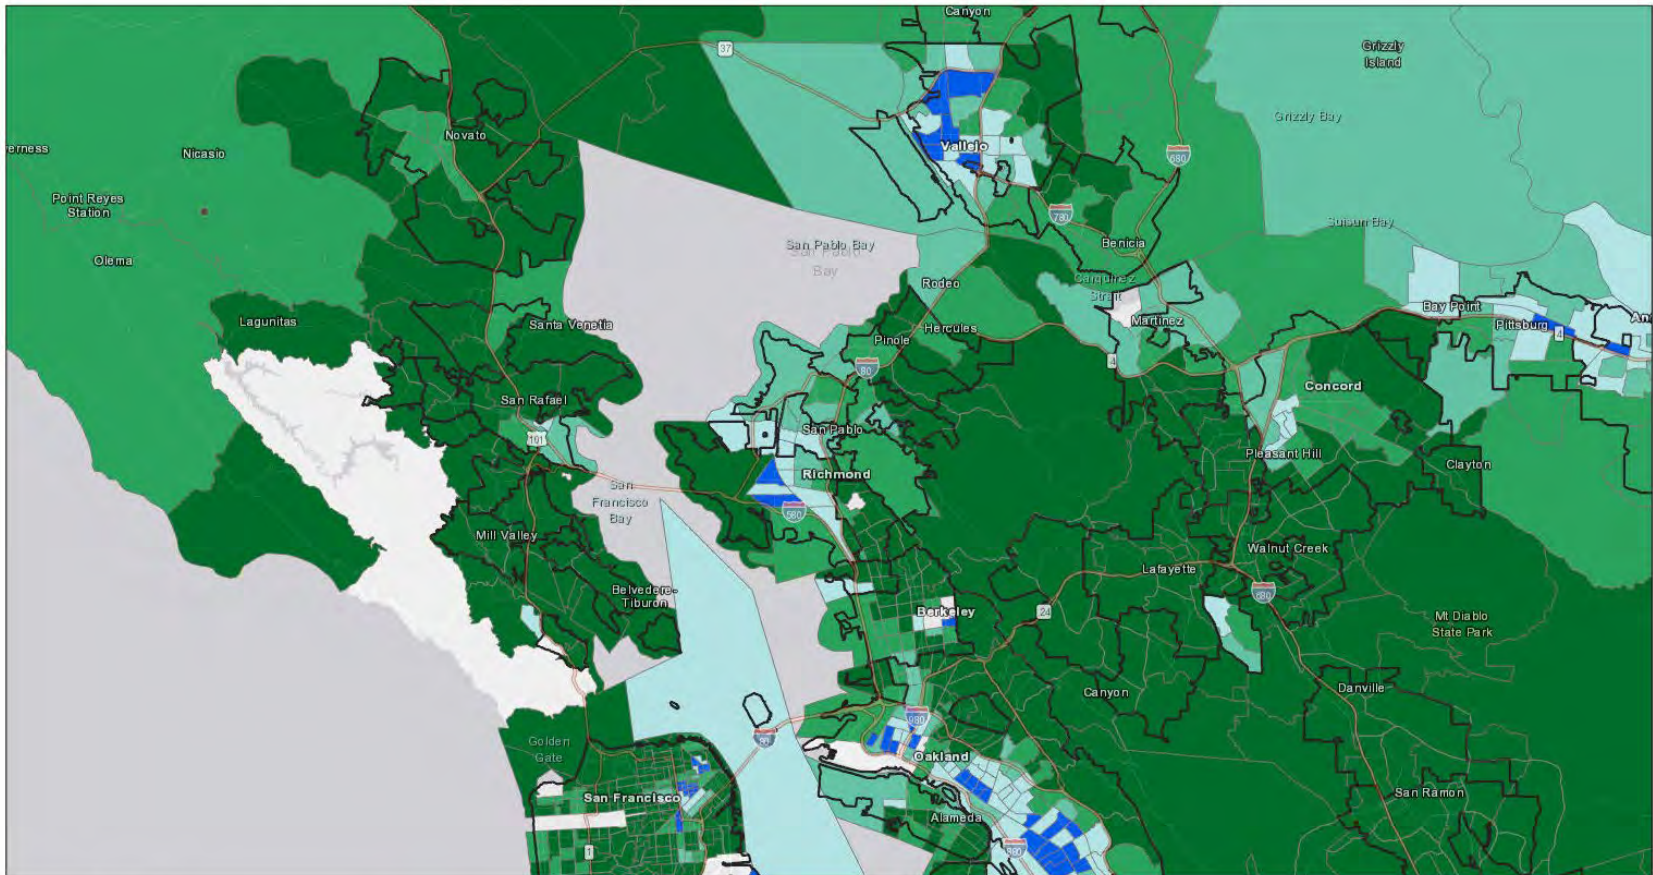 Canyon
37
Grizzly
Island
Grizzly Bay
Novato
Nicasio
Vallejo
680
Point Reyes
Station
780
Suisun Bay
San Pablo Bay
San Pablo
Bay
Benicia
Olema
Carquinez
Strait
Rodeo
Bay Point
Lagunitas
Santa Venetia
Hercules
Martinez
Pittsburg
4
Pinole
80
4
Concord
San Rafael
101
San Pablo
Pleasant Hill
Clayton
Richmond
San
Francisco
Bay
580
Mill Valley
Walnut Creek
Lafayette
Belvedere-
Tiburon
Berkeley
24
680
Mt Diablo
State Park
Canyon
Danville
980
80
Golden
Gate
Oakland
San Francisco
San Ramon
Alameda
1
880